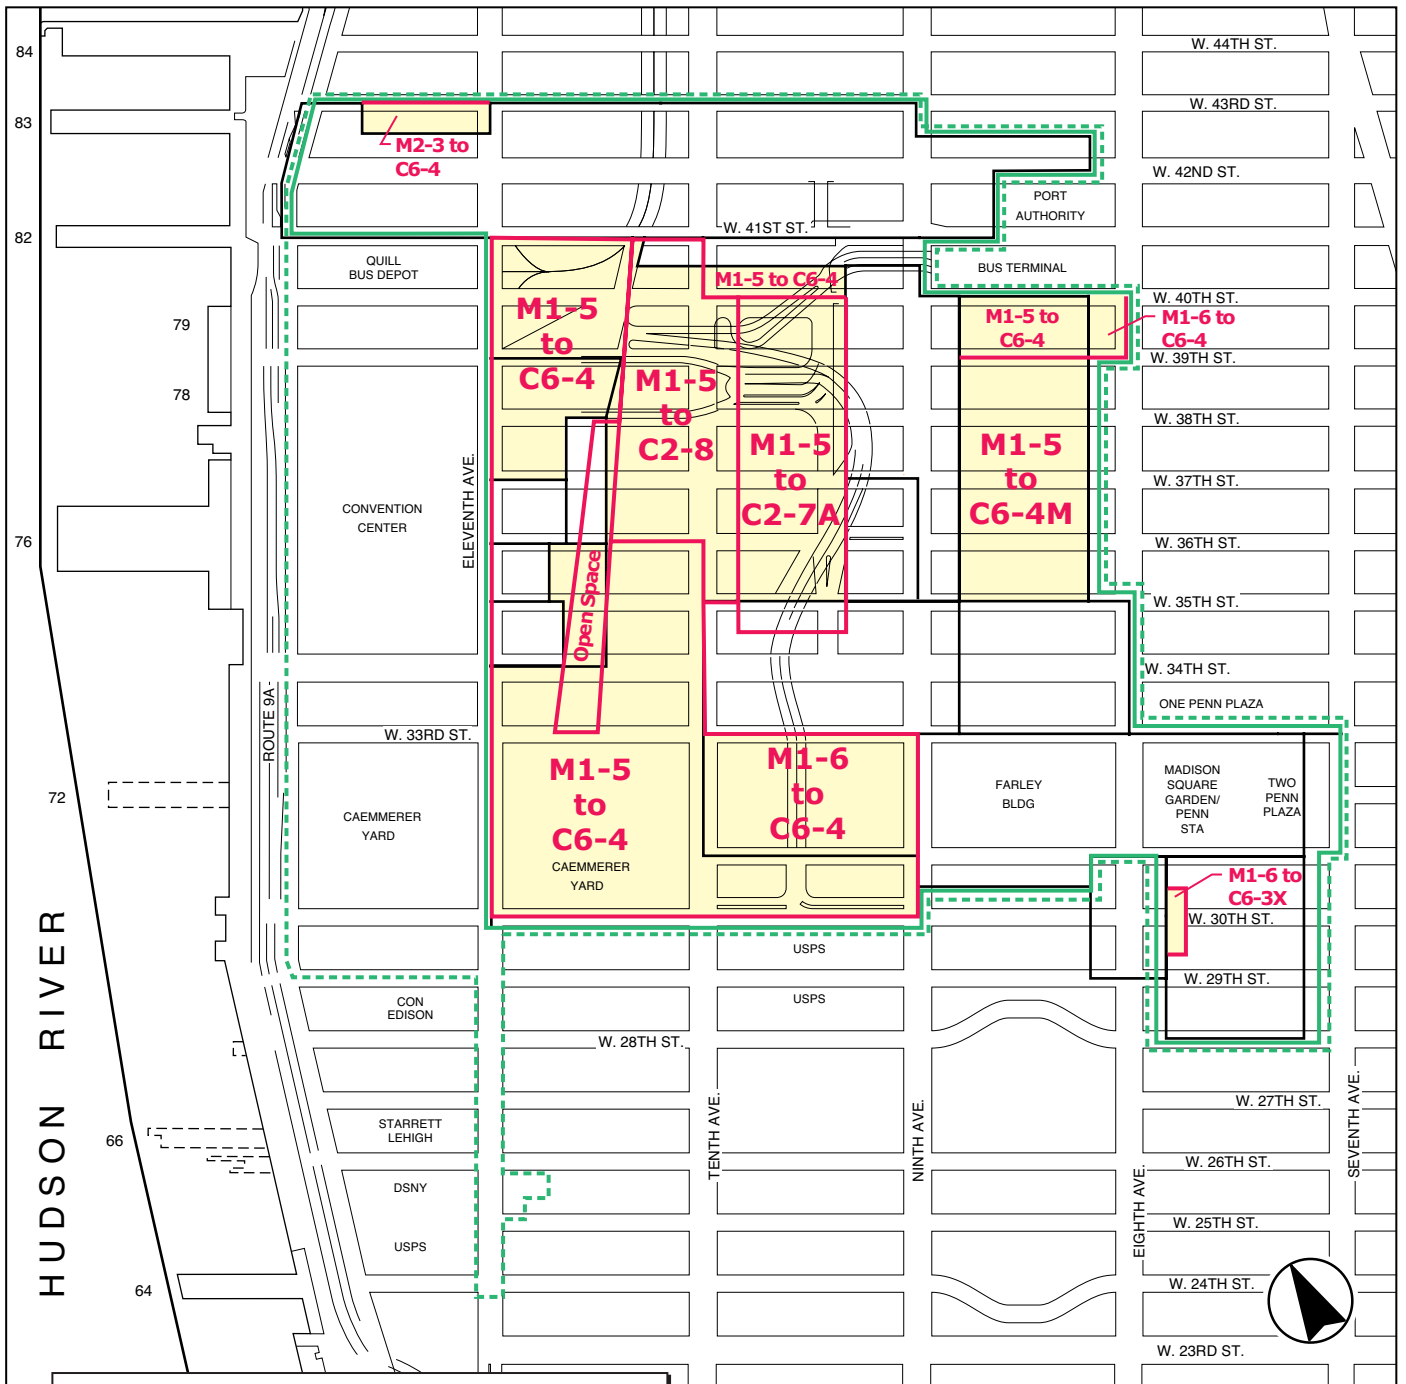 84
W. 44TH ST.
83
W. 43RD ST.
M2-3 to
C6-4
W. 42ND ST.
PORT
AUTHORITY
82
W. 41ST ST.
QUILL
BUS DEPOT
BUS TERMINAL
M1-5 to C6-4
W. 40TH ST.
79
M1-5
to
C6-4
M1-5 to
C6-4
M1-6 to
C6-4
W. 39TH ST.
78
M1-5
to
C2-8
W. 38TH ST.
M1-5
to
C2-7A
M1-5
to
C6-4M
W. 37TH ST.
CONVENTION
CENTER
ELEVENTH AVE.
76
W. 36TH ST.
Open Space
W. 35TH ST.
W. 34TH ST.
ROUTE 9A
ONE PENN PLAZA
W. 33RD ST.
M1-5
to
C6-4
M1-6
to
C6-4
FARLEY
BLDG
MADISON
SQUARE
GARDEN/
PENN
STA
TWO
PENN
PLAZA
72
CAEMMERER
YARD
CAEMMERER
YARD
M1-6 to
C6-3X
W. 30TH ST.
USPS
W. 29TH ST.
HUDSON RIVER
CON
EDISON
USPS
W. 28TH ST.
W. 27TH ST.
STARRETT
LEHIGH
66
TENTH AVE.
NINTH AVE.
EIGHTH AVE.
SEVENTH AVE.
W. 26TH ST.
DSNY
W. 25TH ST.
USPS
64
W. 24TH ST.
W. 23RD ST.